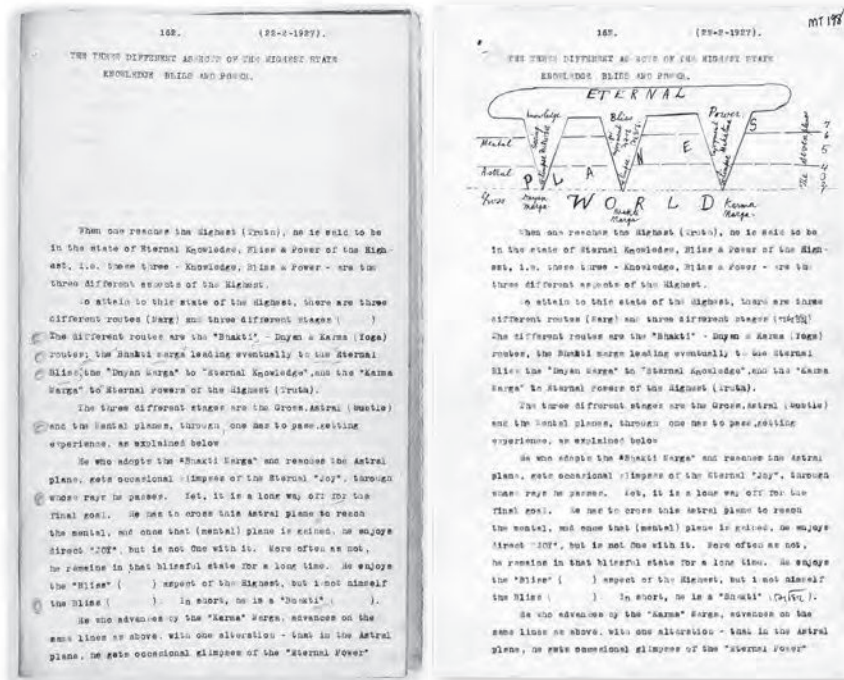 162. (22-2-1927).
THE THREE DIFFERENT ASPECTS OF THE HIGHEST STATE
KNOWLEDGE BLISS AND POWER.
When one reaches the Highest (Truth), he is said to be
in the state of Eternal Knowledge, Bliss & Power of the High-
est, i.e. these three - Knowledge, Bliss & Power - are the
three different aspects of the Highest.
To attain to this state of the Highest, there are three
different routes (Marg) and three different stages ( )
The different routes are the "Bhakti" - Dnyan & Karma (Yoga)
routes; the Bhakti marga leading eventually to the Eternal
Bliss, the "Dnyan Marga" to "Eternal Knowledge", and the "Karma
Marga" to Eternal Powers of the Highest (Truth).
The three different stages are the Gross, Astral (Subtle)
and the Mental planes, through one has to pass, getting
experience, as explained below
He who adopts the "Bhakti Marga" and reaches the Astral
plane, gets occasional glimpses of the Eternal "Joy", through
whose rays he passes. Yet, it is a long way off for the
final goal. He has to cross this Astral plane to reach
the mental, and once that (mental) plane is gained, he enjoys
direct "JOY", but is not One with it. More often as not,
he remains in that blissful state for a long time. He enjoys
the "Bliss" ( ) aspect of the Highest, but i not himself
the Bliss ( ). In short, he is a "Bhakti" ( ).
He who advances by the "Karma" Marga, advances on the
same lines as above, with one alteration - that in the Astral
plane, he gets occasional glimpses of the "Eternal Power"
MT 198
162. (22-2-1927).
THE THREE DIFFERENT ASPECTS OF THE HIGHEST STATE
KNOWLEDGE BLISS AND POWER.
ETERNAL
Knowledge Bliss Power
Mental
Astral
Gross
PLANES
The seven planes
7
6
5
4
3
WORLD
Dnyan Marga
Bhakti Marga
Karma Marga
When one reaches the Highest (Truth), he is said to be
in the state of Eternal Knowledge, Bliss & Power of the High-
est, i.e. these three - Knowledge, Bliss & Power - are the
three different aspects of the Highest.
To attain to this state of the Highest, there are three
different routes (Marg) and three different stages
The different routes are the "Bhakti" - Dnyan & Karma (Yoga)
routes, the Bhakti marga leading eventually to the Eternal
Bliss the "Dnyan Marga" to "Eternal Knowledge", and the "Karma
Marga" to Eternal Powers of the Highest (Truth).
The three different stages are the Gross, Astral (Subtle)
and the Mental planes, through one has to pass, getting
experience, as explained below
He who adopts the "Bhakti Marga" and reaches the Astral
plane, gets occasional glimpses of the Eternal "Joy", through
whose rays he passes. Yet, it is a long way off for the
final goal. He has to cross this Astral plane to reach
the mental, and once that (mental) plane is gained, he enjoys
direct "JOY", but is not One with it. More often as not,
he remains in that blissful state for a long time. He enjoys
the "Bliss" ( ) aspect of the Highest, but i not himself
the Bliss ( ). In short, he is a "Bhakti"
He who advances by the "Karma" Marga, advances on the
same lines as above, with one alteration - that in the Astral
plane, he gets occasional glimpses of the "Eternal Power"